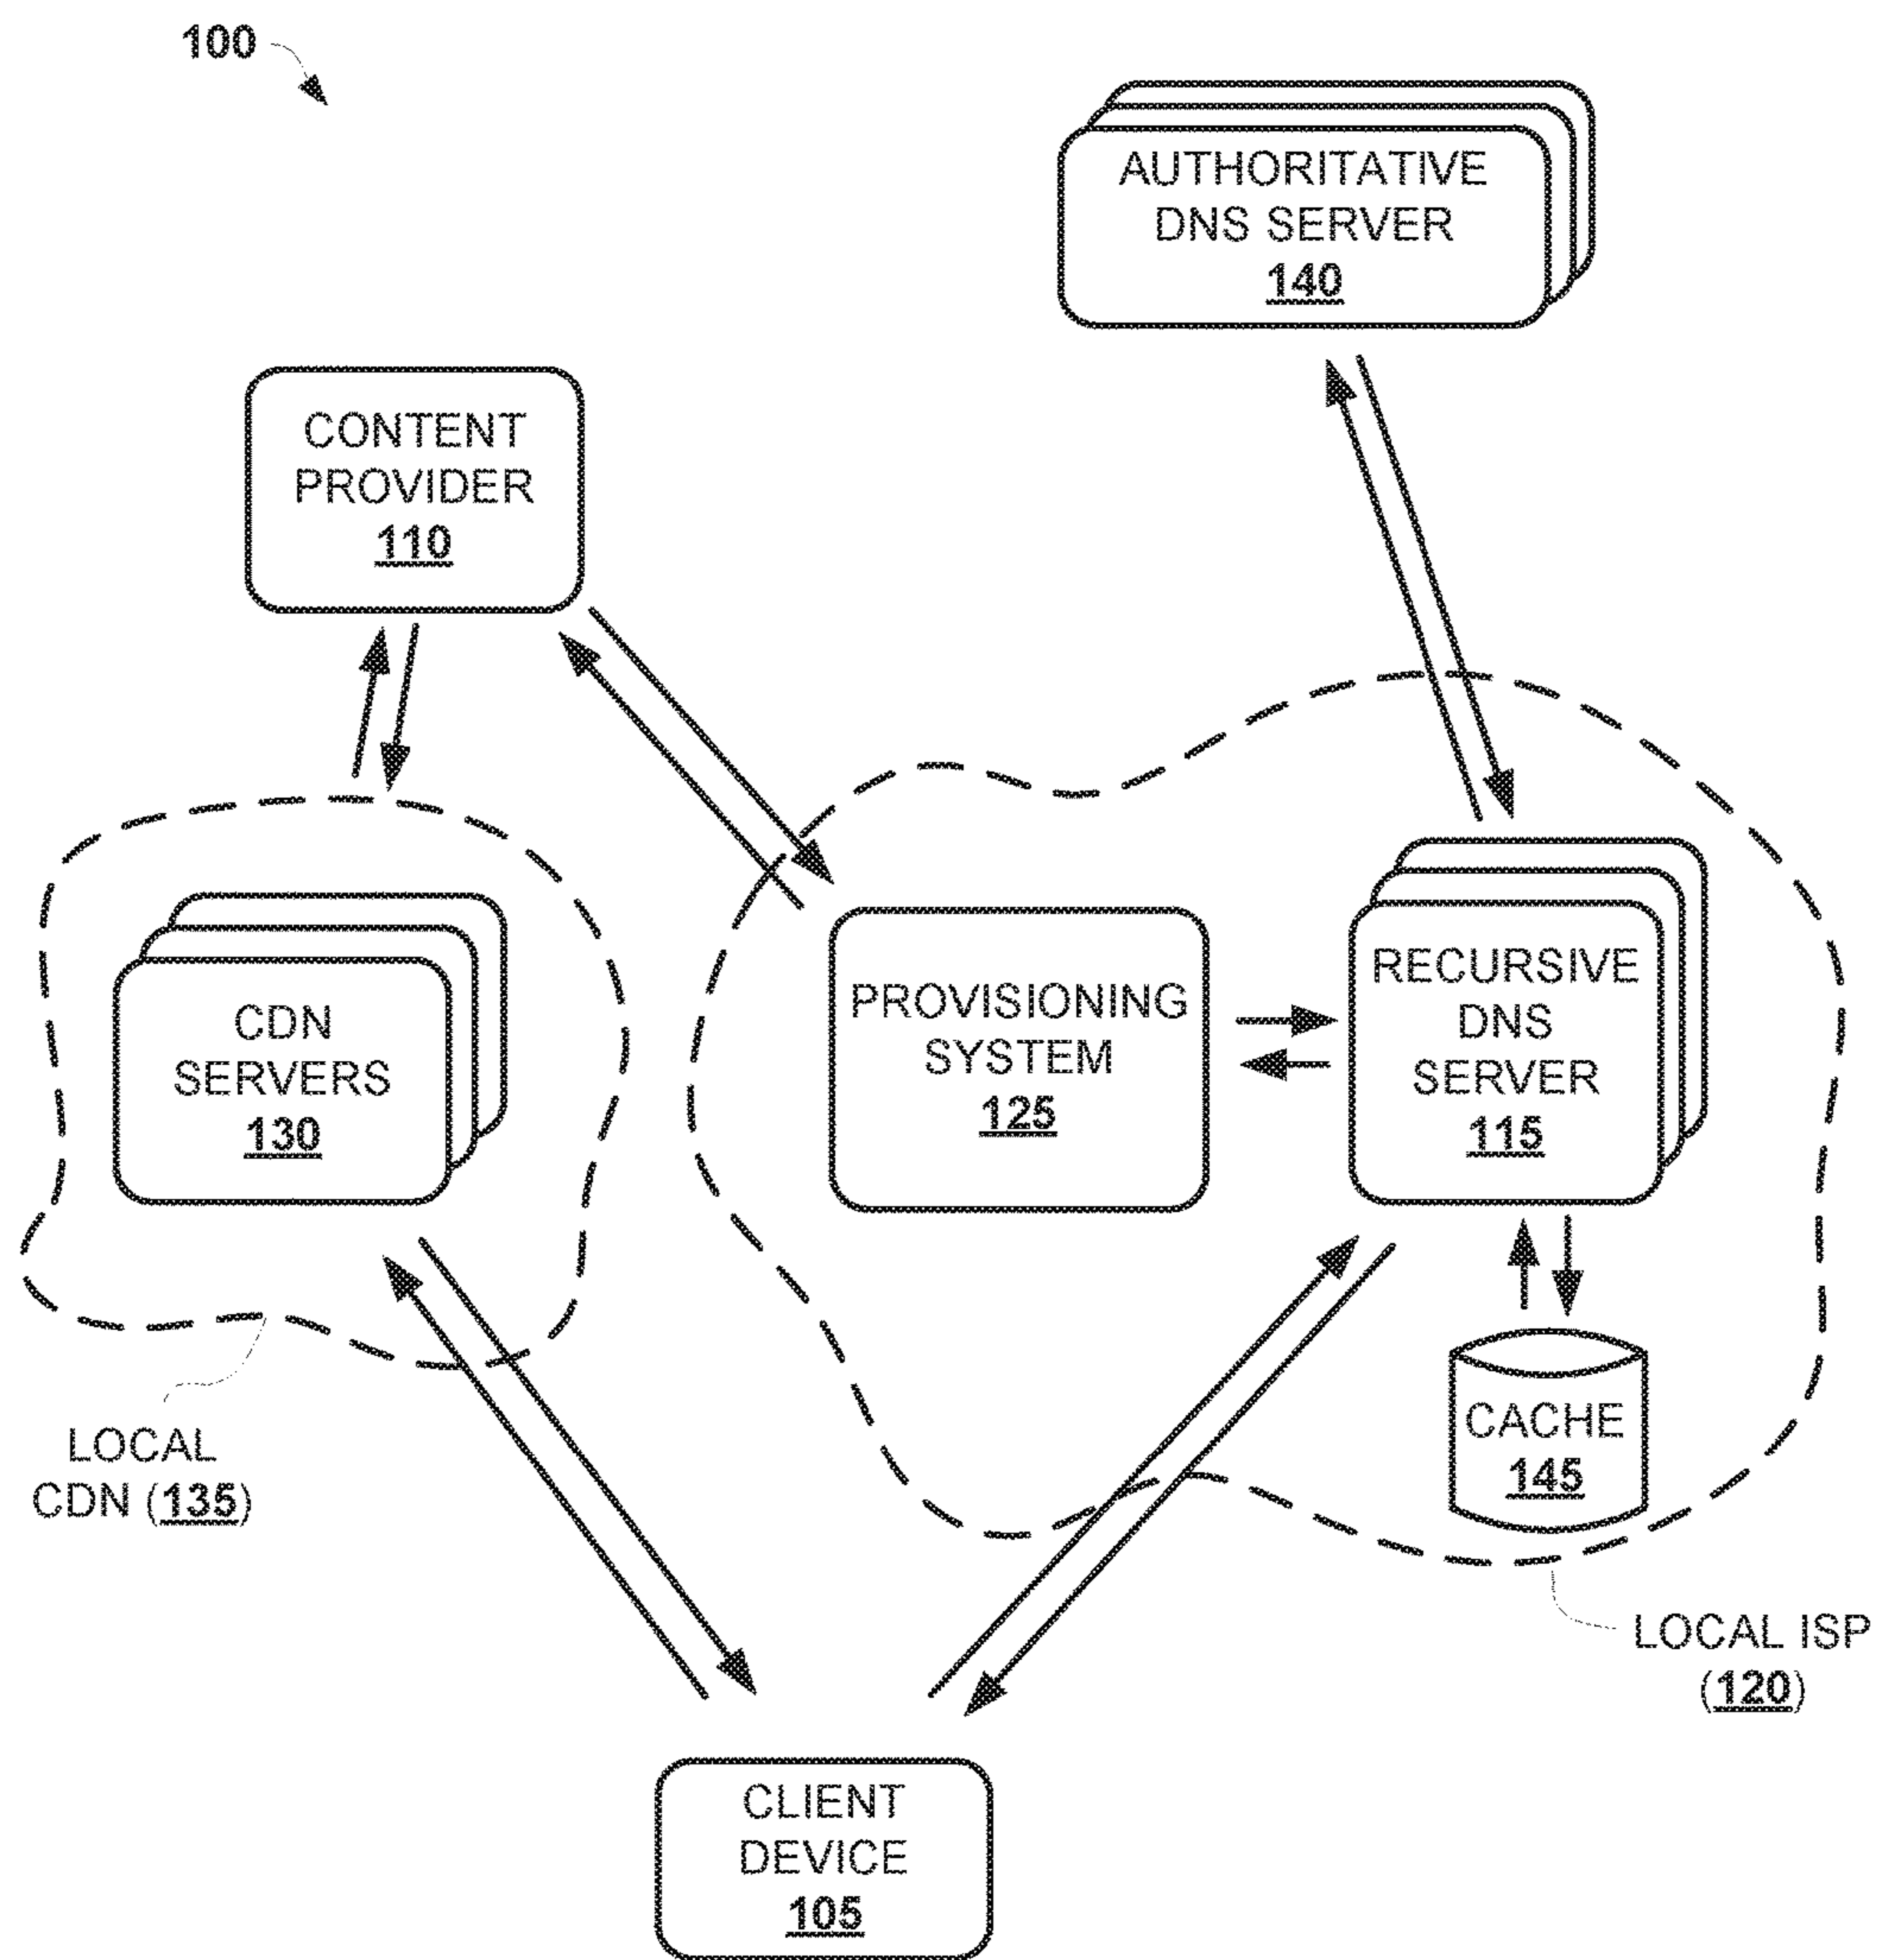 100
AUTHORITATIVE
DNS SERVER
140
CONTENT
PROVIDER
110
CDN
SERVERS
130
PROVISIONING
SYSTEM
125
RECURSIVE
DNS
SERVER
115
CACHE
145
LOCAL
CDN (135)
LOCAL ISP
(120)
CLIENT
DEVICE
105